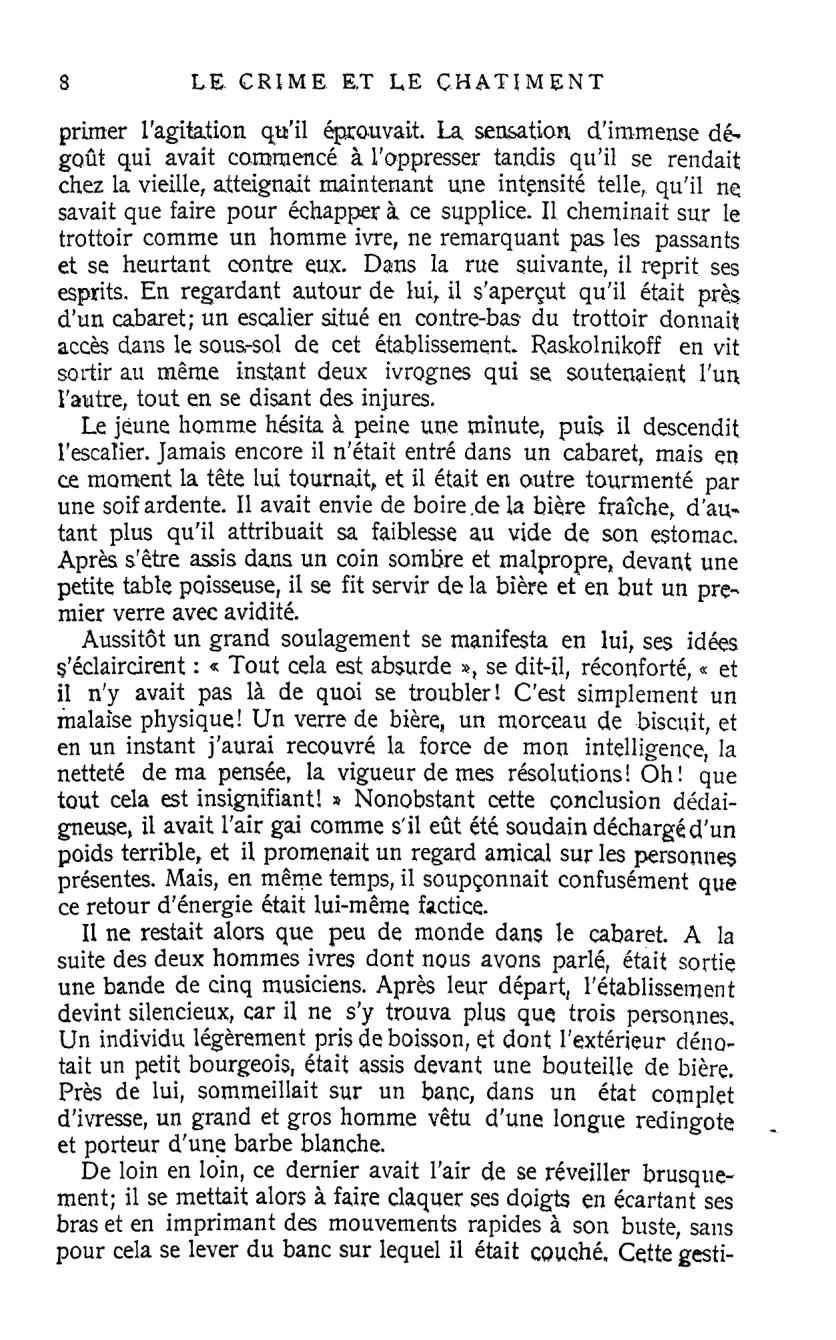 8 LE CRIME ET LE CHATIMENT
primer l'agitation qu'il éprouvait. La sensation d'immense dé-
goût qui avait commencé à l'oppresser tandis qu'il se rendait
chez la vieille, atteignait maintenant une intensité telle, qu'il ne
savait que faire pour échapper à ce supplice. Il cheminait sur le
trottoir comme un homme ivre, ne remarquant pas les passants
et se heurtant contre eux. Dans la rue suivante, il reprit ses
esprits. En regardant autour de lui, il s'aperçut qu'il était près
d'un cabaret; un escalier situé en contre-bas du trottoir donnait
accès dans le sous-sol de cet établissement. Raskolnikoff en vit
sortir au même instant deux ivrognes qui se soutenaient l'un
l'autre, tout en se disant des injures.
Le jeune homme hésita à peine une minute, puis il descendit
l'escalier. Jamais encore il n'était entré dans un cabaret, mais en
ce moment la tête lui tournait, et il était en outre tourmenté par
une soif ardente. Il avait envie de boire de la bière fraîche, d'au-
tant plus qu'il attribuait sa faiblesse au vide de son estomac.
Après s'être assis dans un coin sombre et malpropre, devant une
petite table poisseuse, il se fit servir de la bière et en but un pre-
mier verre avec avidité.
Aussitôt un grand soulagement se manifesta en lui, ses idées
s'éclaircirent : « Tout cela est absurde », se dit-il, réconforté, « et
il n'y avait pas là de quoi se troubler! C'est simplement un
malaise physique! Un verre de bière, un morceau de biscuit, et
en un instant j'aurai recouvré la force de mon intelligence, la
netteté de ma pensée, la vigueur de mes résolutions! Oh! que
tout cela est insignifiant! » Nonobstant cette conclusion dédai-
gneuse, il avait l'air gai comme s'il eût été soudain déchargé d'un
poids terrible, et il promenait un regard amical sur les personnes
présentes. Mais, en même temps, il soupçonnait confusément que
ce retour d'énergie était lui-même factice.
Il ne restait alors que peu de monde dans le cabaret. A la
suite des deux hommes ivres dont nous avons parlé, était sortie
une bande de cinq musiciens. Après leur départ, l'établissement
devint silencieux, car il ne s'y trouva plus que trois personnes.
Un individu légèrement pris de boisson, et dont l'extérieur déno-
tait un petit bourgeois, était assis devant une bouteille de bière.
Près de lui, sommeillait sur un banc, dans un état complet
d'ivresse, un grand et gros homme vêtu d'une longue redingote
et porteur d'une barbe blanche.
De loin en loin, ce dernier avait l'air de se réveiller brusque-
ment; il se mettait alors à faire claquer ses doigts en écartant ses
bras et en imprimant des mouvements rapides à son buste, sans
pour cela se lever du banc sur lequel il était couché. Cette gesti-